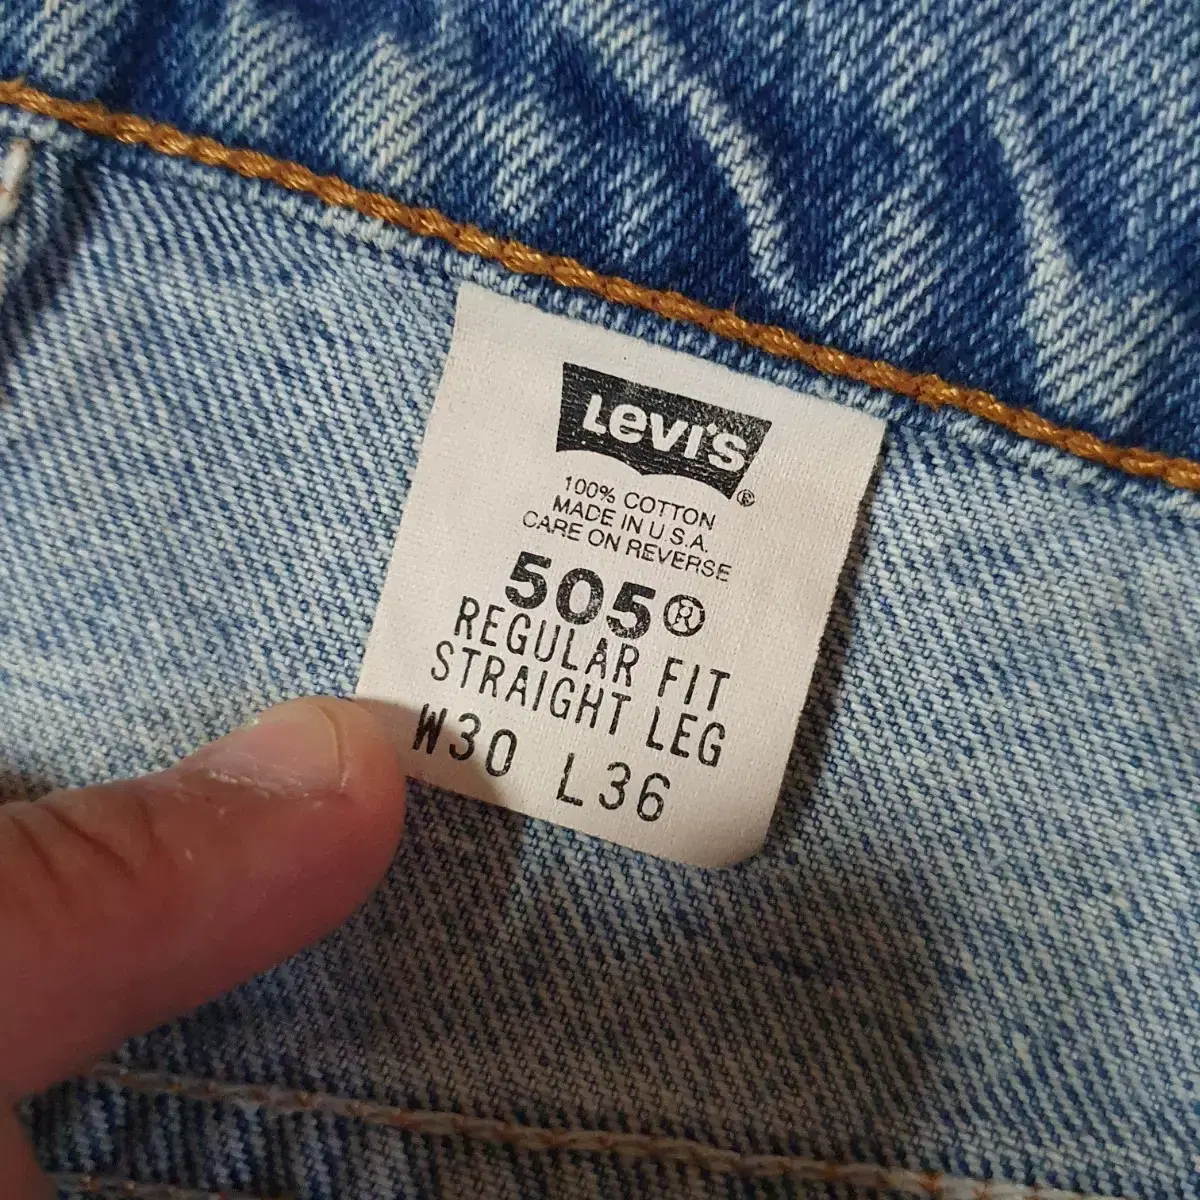 Levi's®
100% COTTON
MADE IN U.S.A.
CARE ON REVERSE
505®
REGULAR FIT
STRAIGHT LEG
W30 L36